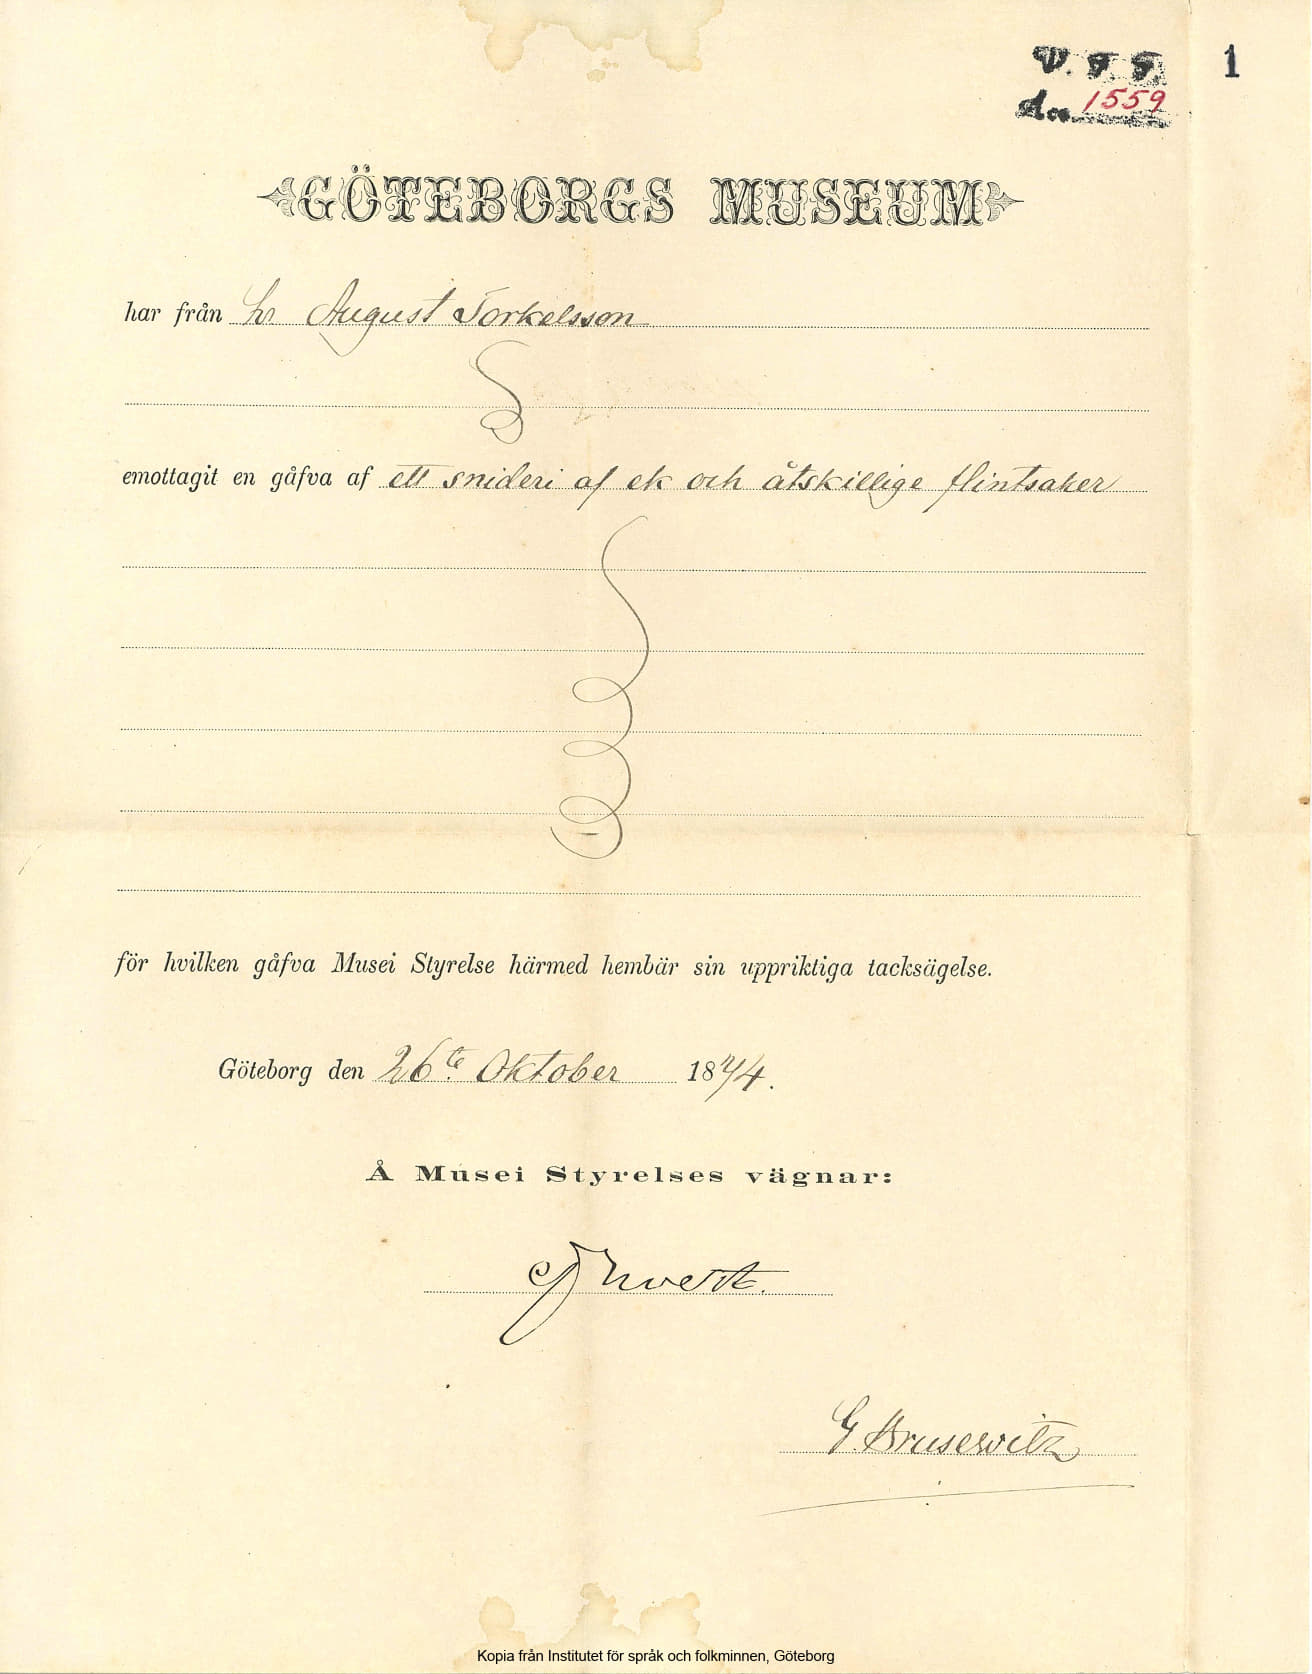 V. F. F.
1
Acc. 1559
GÖTEBORGS MUSEUM
har från hr August Torkelsson
emottagit en gåfva af ett snideri af ek och åtskillige flintsaker
för hvilken gåfva Musei Styrelse härmed hembär sin uppriktiga tacksägelse.
Göteborg den 26te Oktober 1874.
Å Musei Styrelses vägnar:
G. Brusewitz
Kopia från Institutet för språk och folkminnen, Göteborg